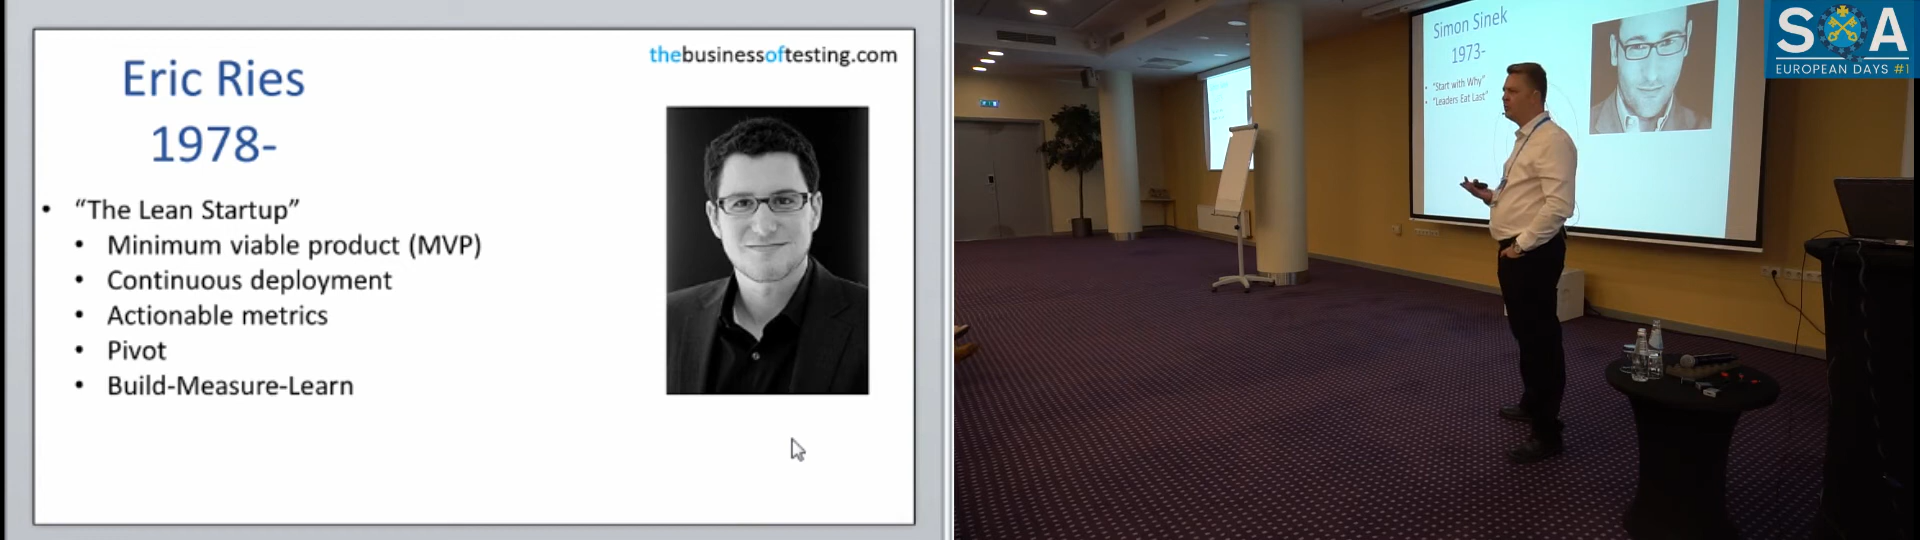 thebusinessoftesting.com
Eric Ries
1978-
• “The Lean Startup”
• Minimum viable product (MVP)
• Continuous deployment
• Actionable metrics
• Pivot
• Build-Measure-Learn
Simon Sinek
1973-
• “Start with Why”
• “Leaders Eat Last”
SQA
EUROPEAN DAYS #1